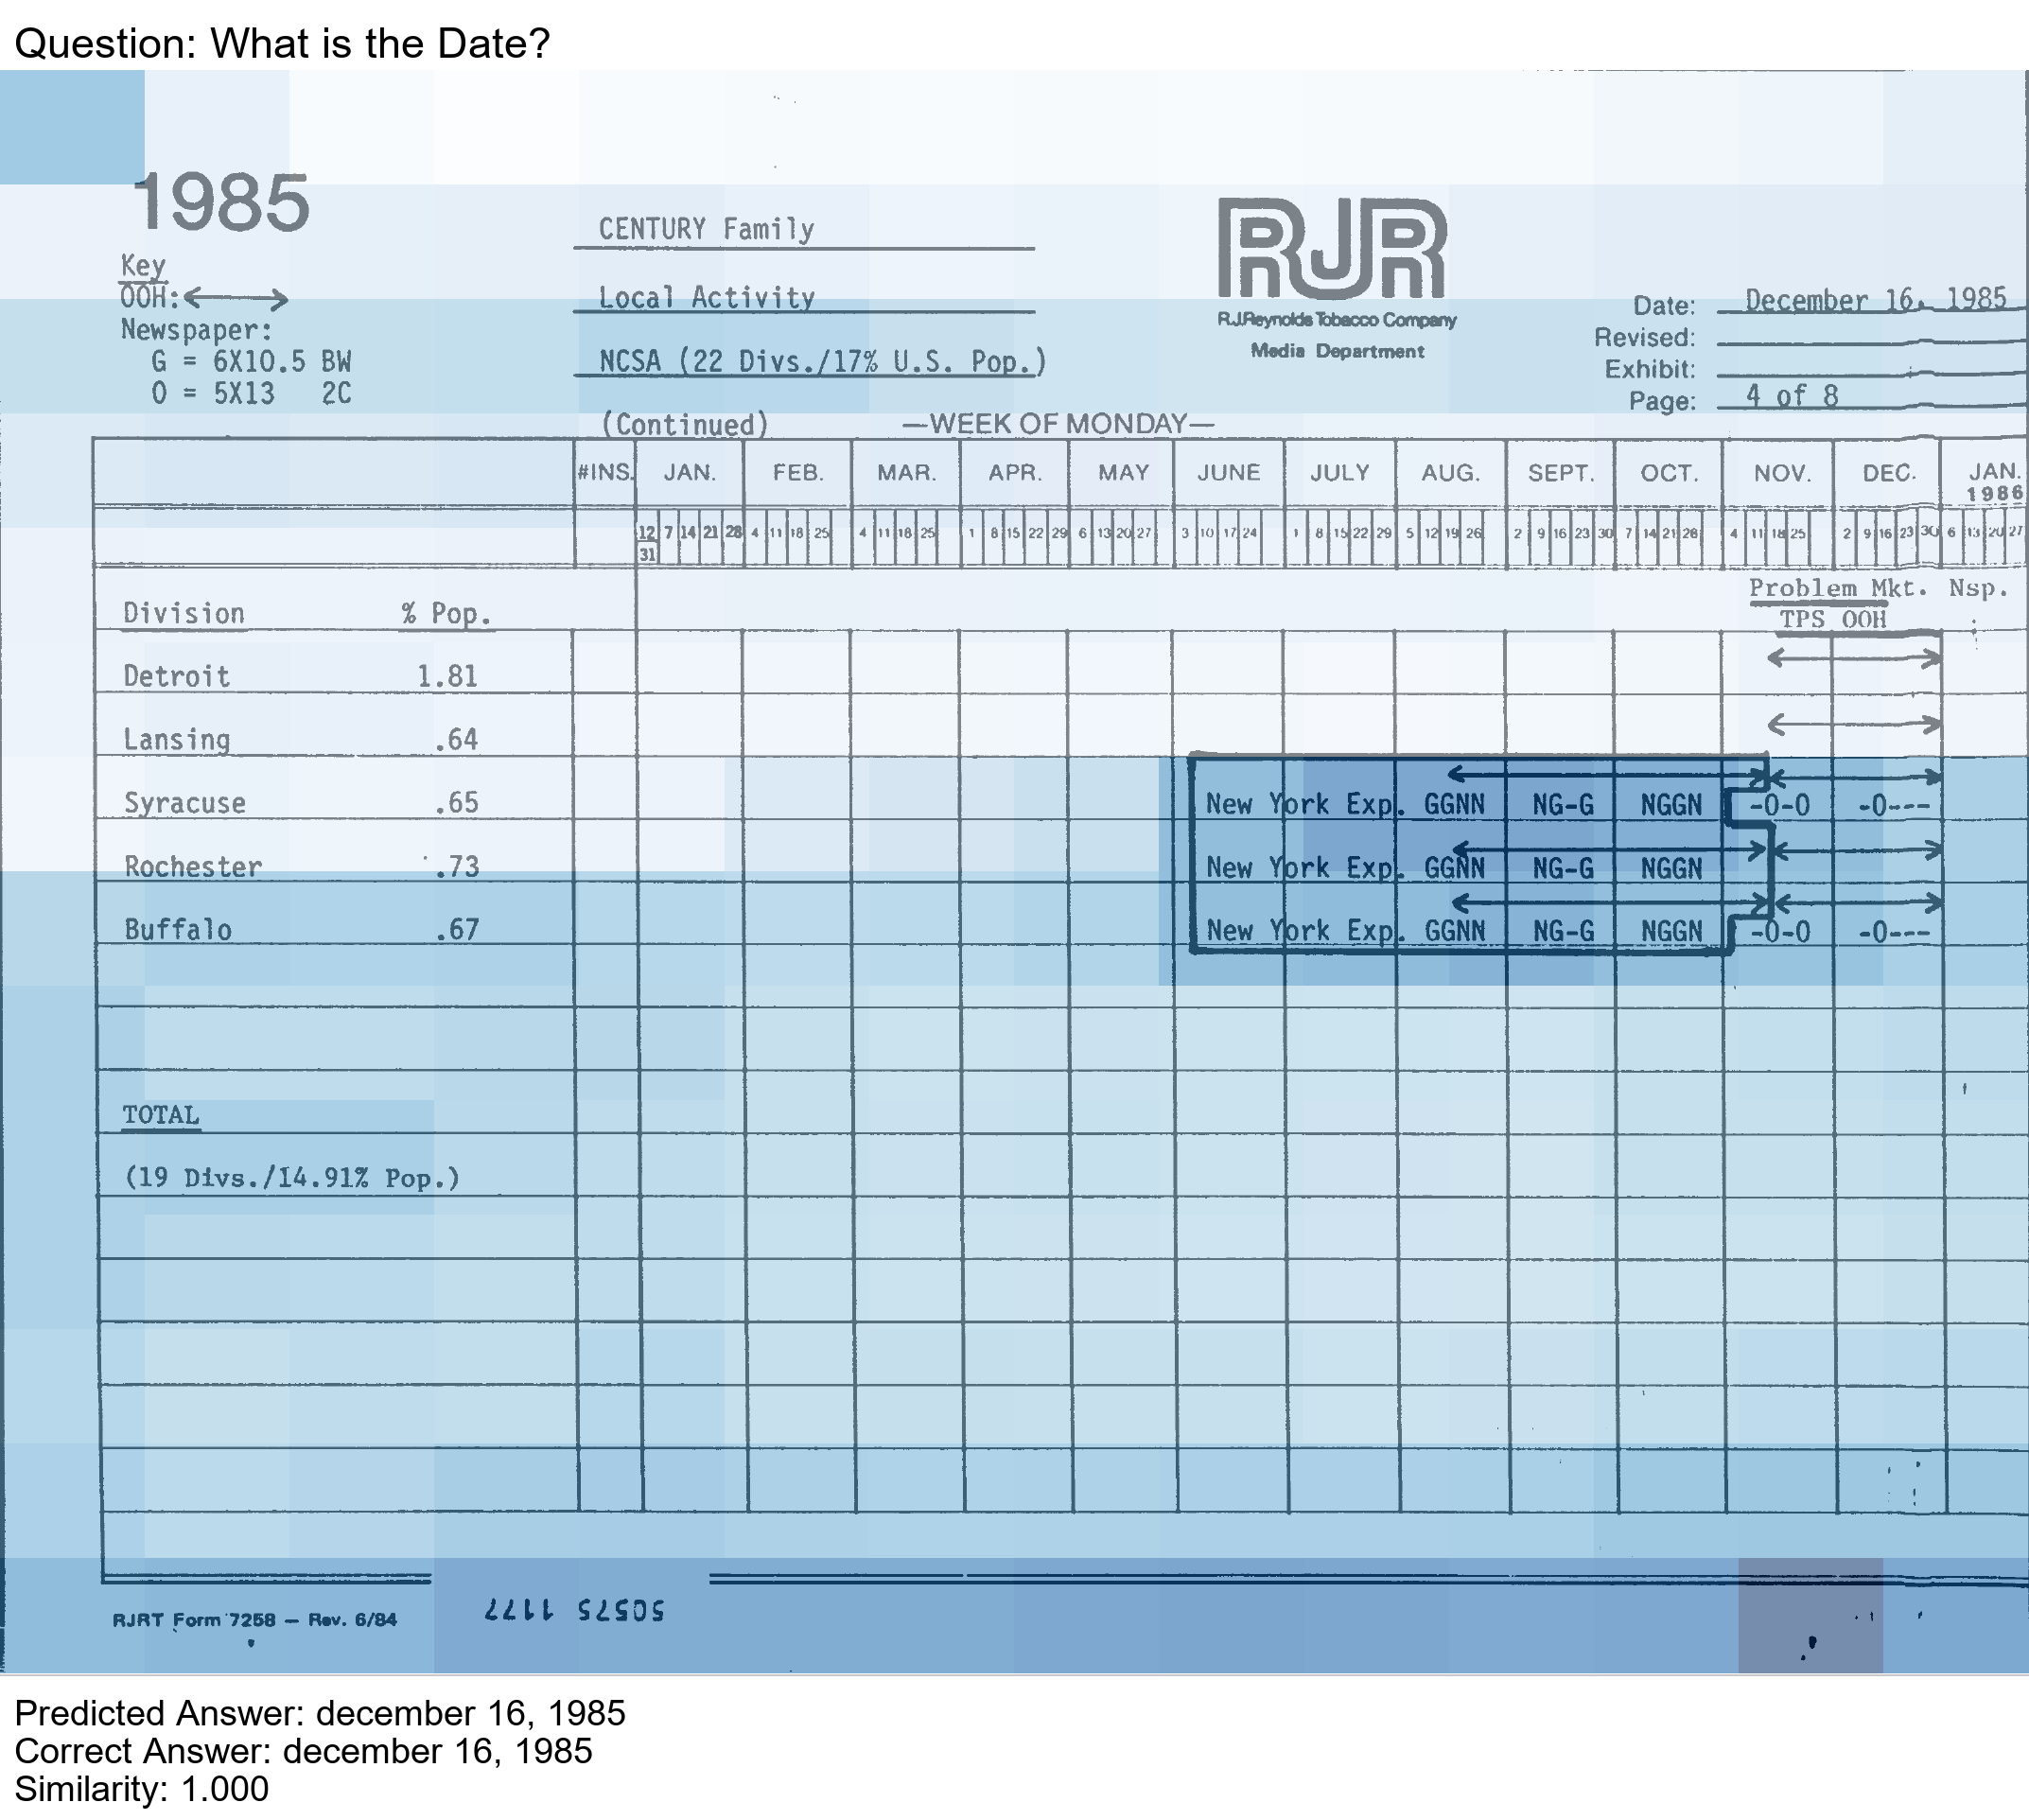 Question: What is the Date?
1985
CENTURY Family
RJR
Key
OOH:
Local Activity
Date: December 16, 1985
R.J.Reynolds Tobacco Company
Newspaper:
Revised:
Media Department
G = 6X10.5 BW
NCSA (22 Divs./17% U.S. Pop.)
Exhibit:
O = 5X13 2C
Page: 4 of 8
(Continued) —WEEK OF MONDAY—
#INS. JAN. FEB. MAR. APR. MAY JUNE JULY AUG. SEPT. OCT. NOV. DEC. JAN. 1986
12/31 7 14 21 28 4 11 18 25 4 11 18 25 1 8 15 22 29 6 13 20 27 3 10 17 24 1 8 15 22 29 5 12 19 26 2 9 16 23 30 7 14 21 28 4 11 18 25 2 9 16 23 30 6 13 20 27
Problem Mkt. Nsp.
Division % Pop. TPS OOH
Detroit 1.81
Lansing .64
Syracuse .65 New York Exp. GGNN NG-G NGGN -0-0 -0---
Rochester .73 New York Exp. GGNN NG-G NGGN
Buffalo .67 New York Exp. GGNN NG-G NGGN -0-0 -0---
TOTAL
(19 Divs./14.91% Pop.)
RJRT Form 7258 — Rev. 6/84
50575 1177
Predicted Answer: december 16, 1985
Correct Answer: december 16, 1985
Similarity: 1.000